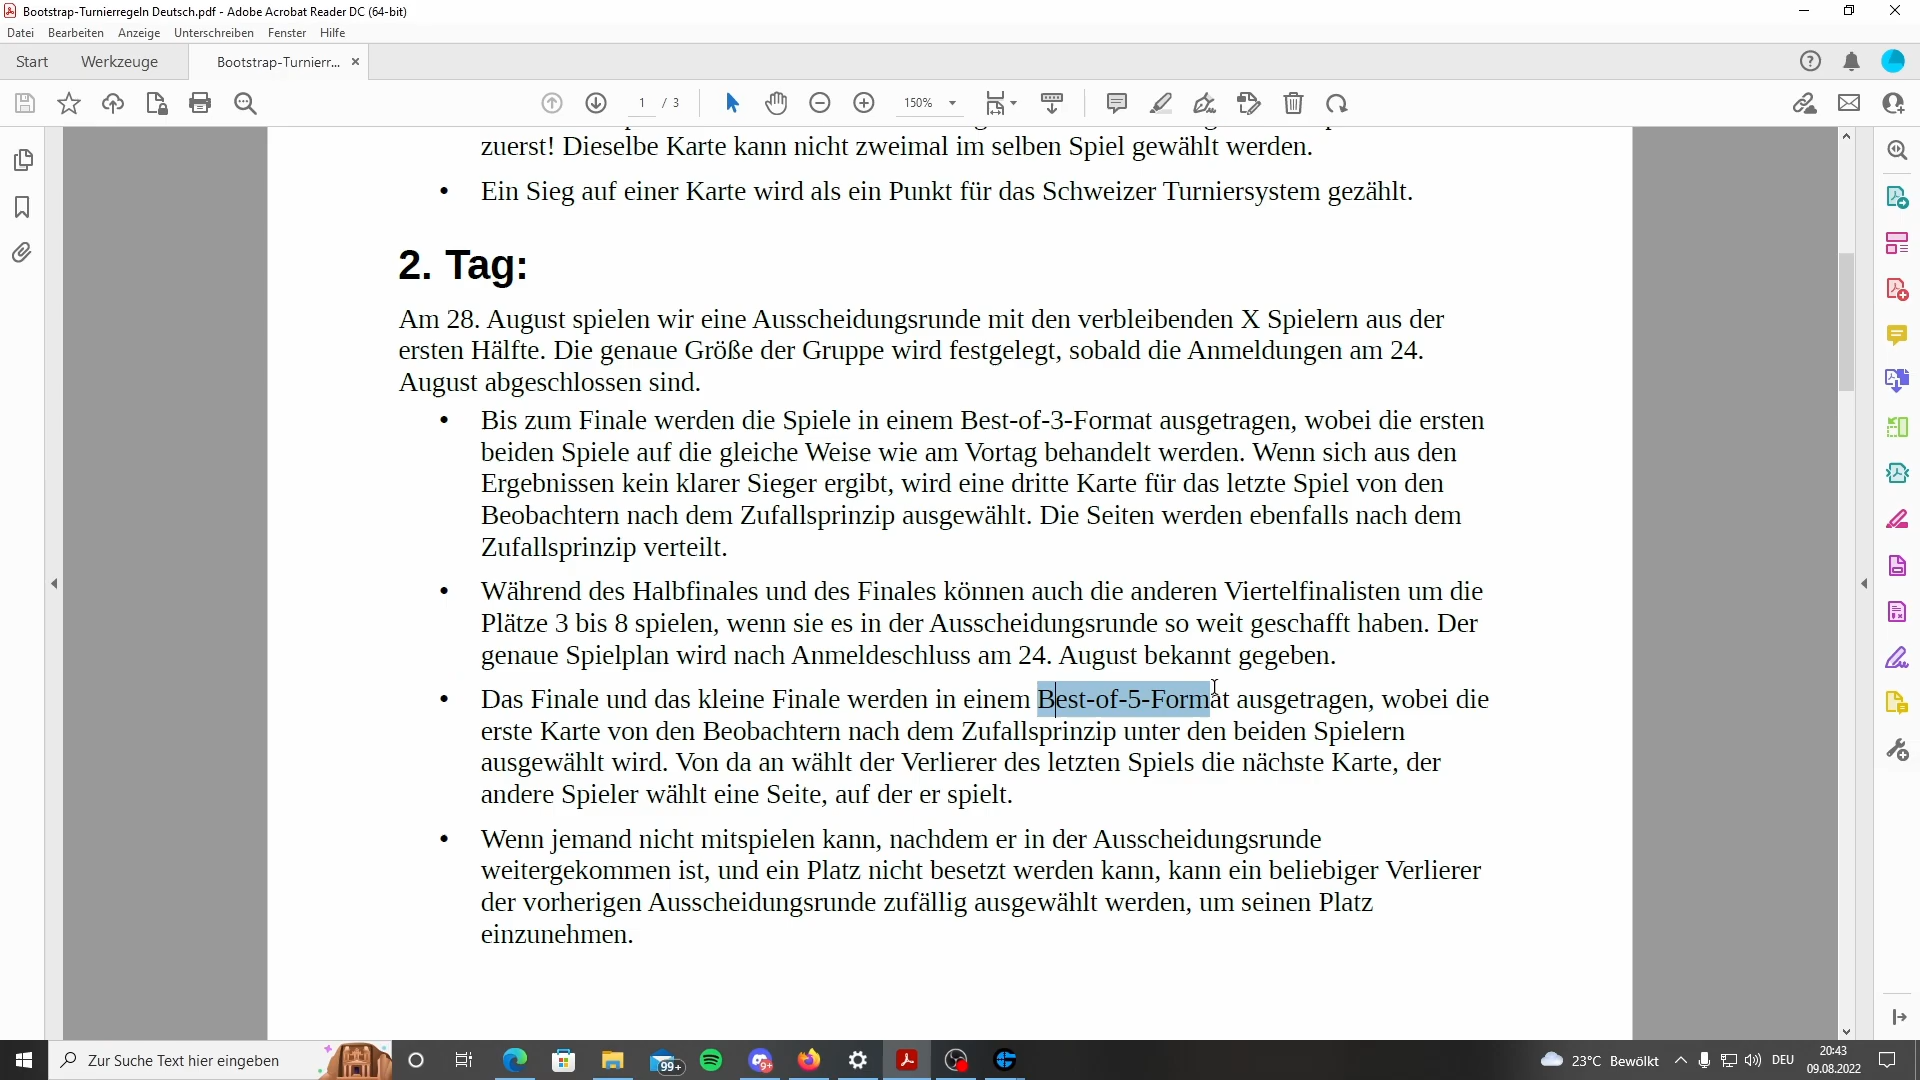 Bootstrap-Turnierregeln Deutsch.pdf - Adobe Acrobat Reader DC (64-bit)
Datei Bearbeiten Anzeige Unterschreiben Fenster Hilfe
Start Werkzeuge Bootstrap-Turnierr... ×
1 / 3 150%
zuerst! Dieselbe Karte kann nicht zweimal im selben Spiel gewählt werden.
• Ein Sieg auf einer Karte wird als ein Punkt für das Schweizer Turniersystem gezählt.
2. Tag:
Am 28. August spielen wir eine Ausscheidungsrunde mit den verbleibenden X Spielern aus der
ersten Hälfte. Die genaue Größe der Gruppe wird festgelegt, sobald die Anmeldungen am 24.
August abgeschlossen sind.
• Bis zum Finale werden die Spiele in einem Best-of-3-Format ausgetragen, wobei die ersten
beiden Spiele auf die gleiche Weise wie am Vortag behandelt werden. Wenn sich aus den
Ergebnissen kein klarer Sieger ergibt, wird eine dritte Karte für das letzte Spiel von den
Beobachtern nach dem Zufallsprinzip ausgewählt. Die Seiten werden ebenfalls nach dem
Zufallsprinzip verteilt.
• Während des Halbfinales und des Finales können auch die anderen Viertelfinalisten um die
Plätze 3 bis 8 spielen, wenn sie es in der Ausscheidungsrunde so weit geschafft haben. Der
genaue Spielplan wird nach Anmeldeschluss am 24. August bekannt gegeben.
• Das Finale und das kleine Finale werden in einem Best-of-5-Format ausgetragen, wobei die
erste Karte von den Beobachtern nach dem Zufallsprinzip unter den beiden Spielern
ausgewählt wird. Von da an wählt der Verlierer des letzten Spiels die nächste Karte, der
andere Spieler wählt eine Seite, auf der er spielt.
• Wenn jemand nicht mitspielen kann, nachdem er in der Ausscheidungsrunde
weitergekommen ist, und ein Platz nicht besetzt werden kann, kann ein beliebiger Verlierer
der vorherigen Ausscheidungsrunde zufällig ausgewählt werden, um seinen Platz
einzunehmen.
Zur Suche Text hier eingeben 99+ 9+ 23°C Bewölkt DEU 20:43
09.08.2022